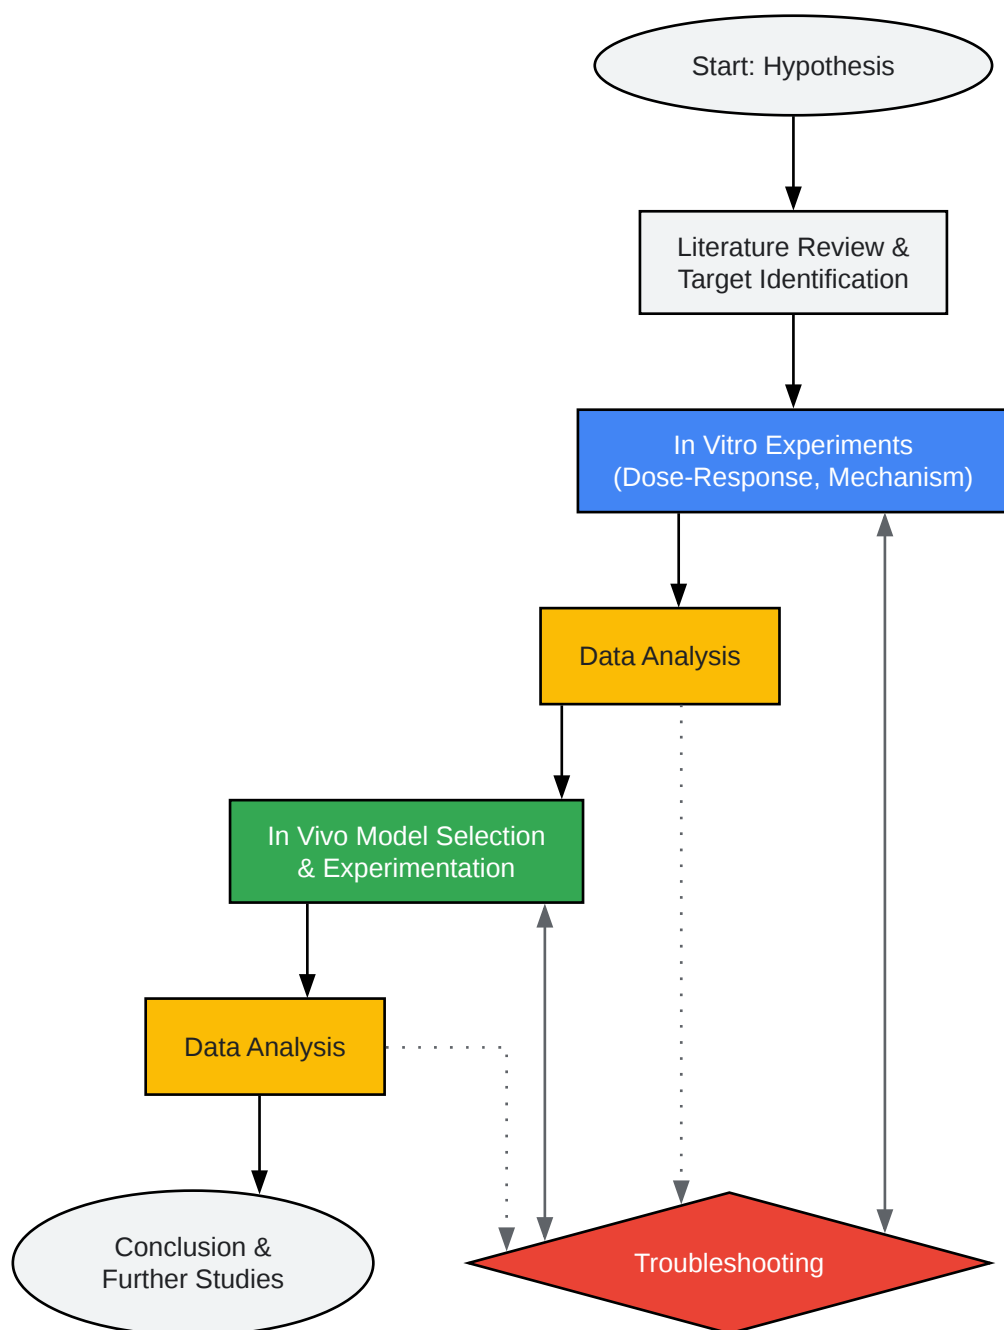 Start: Hypothesis
Literature Review &
Target Identification
In Vitro Experiments
(Dose-Response, Mechanism)
Data Analysis
In Vivo Model Selection
& Experimentation
Data Analysis
Conclusion &
Further Studies
Troubleshooting